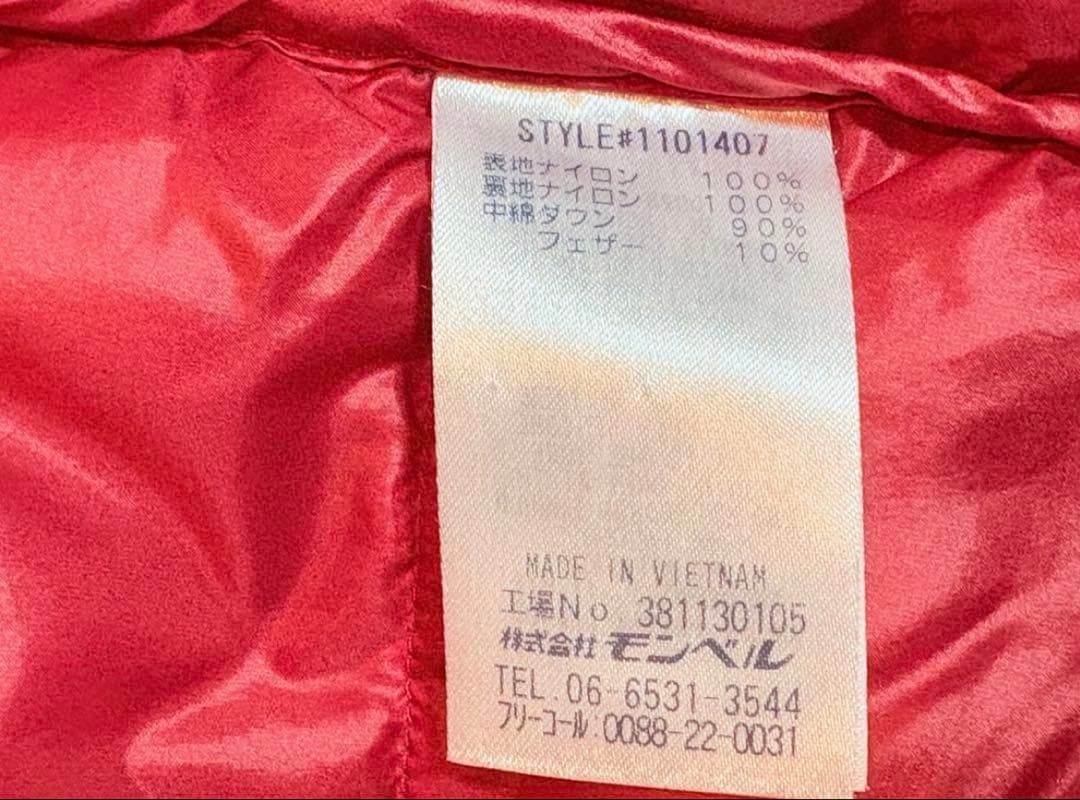 STYLE#1101407
表地ナイロン 100%
裏地ナイロン 100%
中綿ダウン 90%
フェザー 10%
MADE IN VIETNAM
工場No 381130105
株式会社 モンベル
TEL.06-6531-3544
フリーコール:0088-22-0031